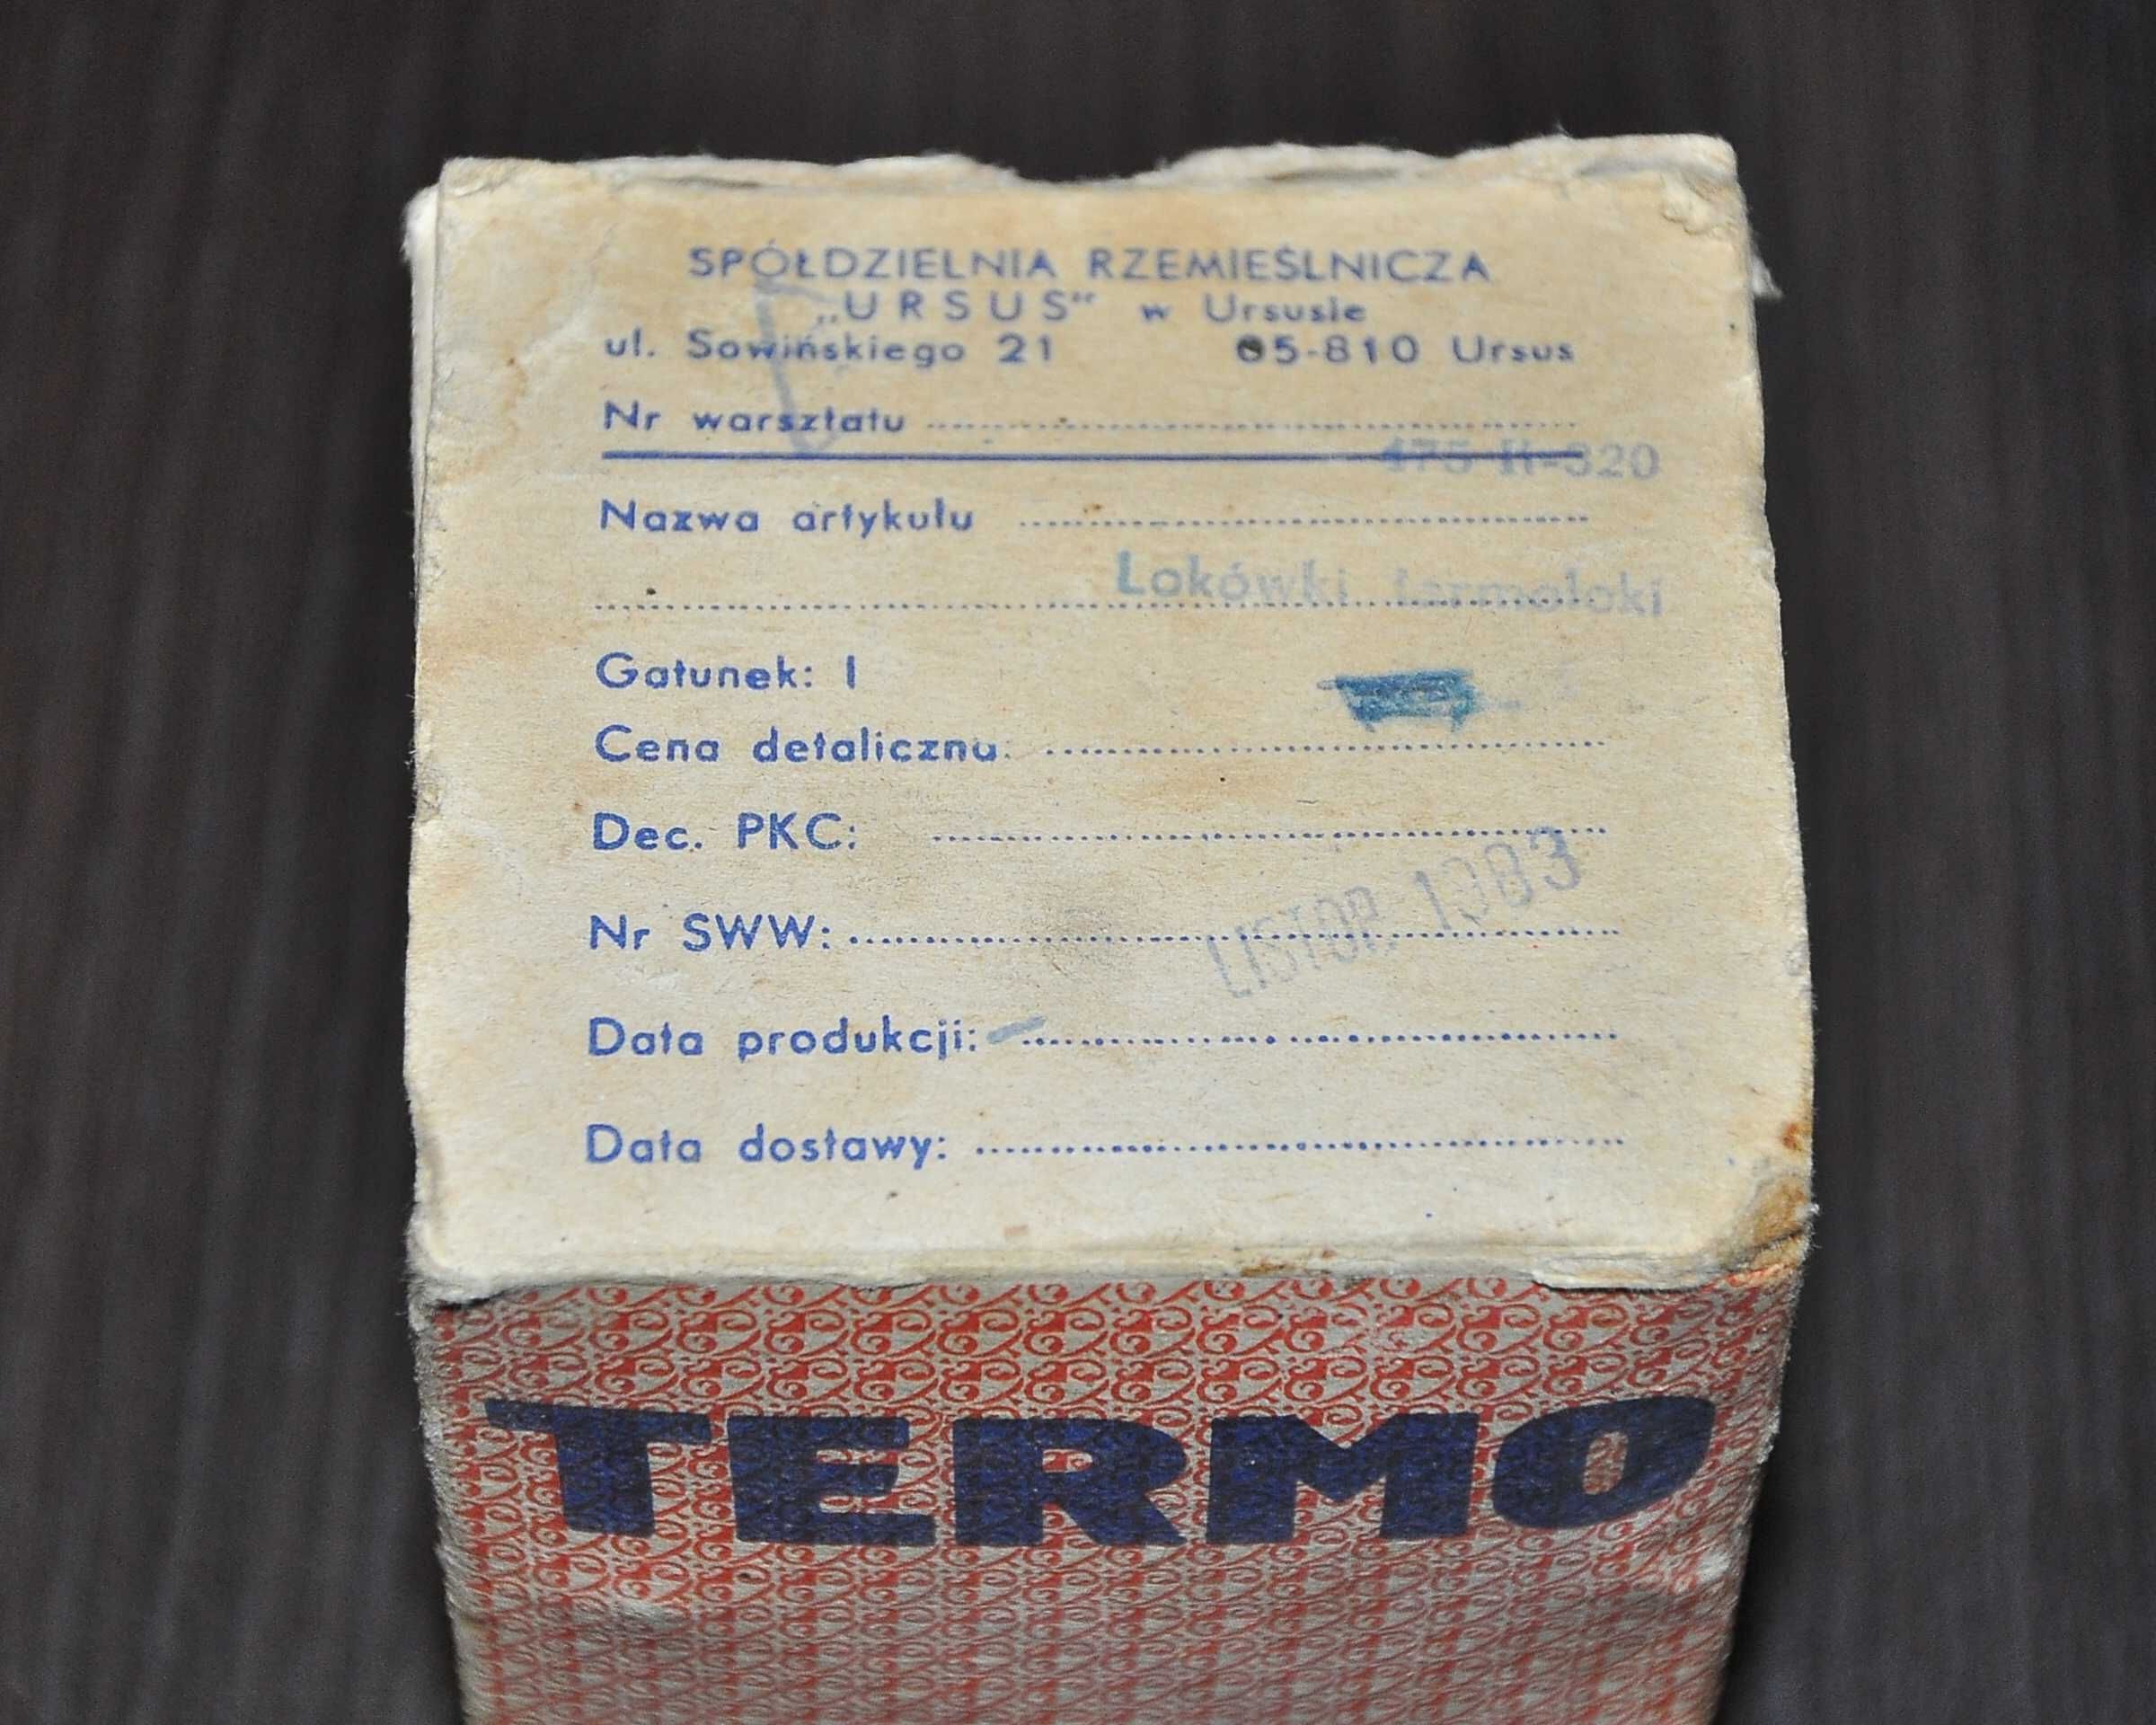 SPÓŁDZIELNIA RZEMIEŚLNICZA
„URSUS" w Ursusie
ul. Sowińskiego 21 05-810 Ursus
Nr warsztatu
475-II-320
Nazwa artykułu
Lokówki termoloki
Gatunek: I
Cena detaliczna:
Dec. PKC:
LISTOP 1983
Nr SWW:
Data produkcji:
Data dostawy:
TERMO